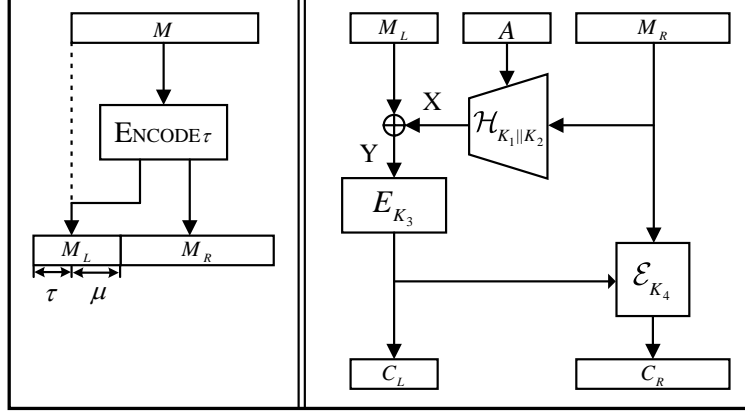 M
ENCODEτ
M_L M_R
τ μ
M_L A M_R
X
H_{K_1||K_2}
Y
E_{K_3}
ℰ_{K_4}
C_L C_R